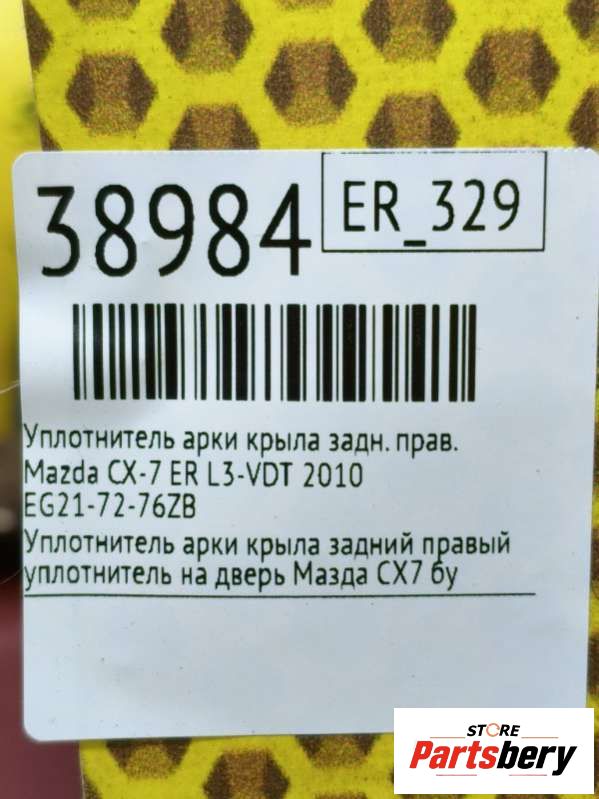 38984
ER_329
Уплотнитель арки крыла задн. прав.
Mazda CX-7 ER L3-VDT 2010
EG21-72-76ZB
Уплотнитель арки крыла задний правый
уплотнитель на дверь Мазда СХ7 бу
STORE
Partsbery